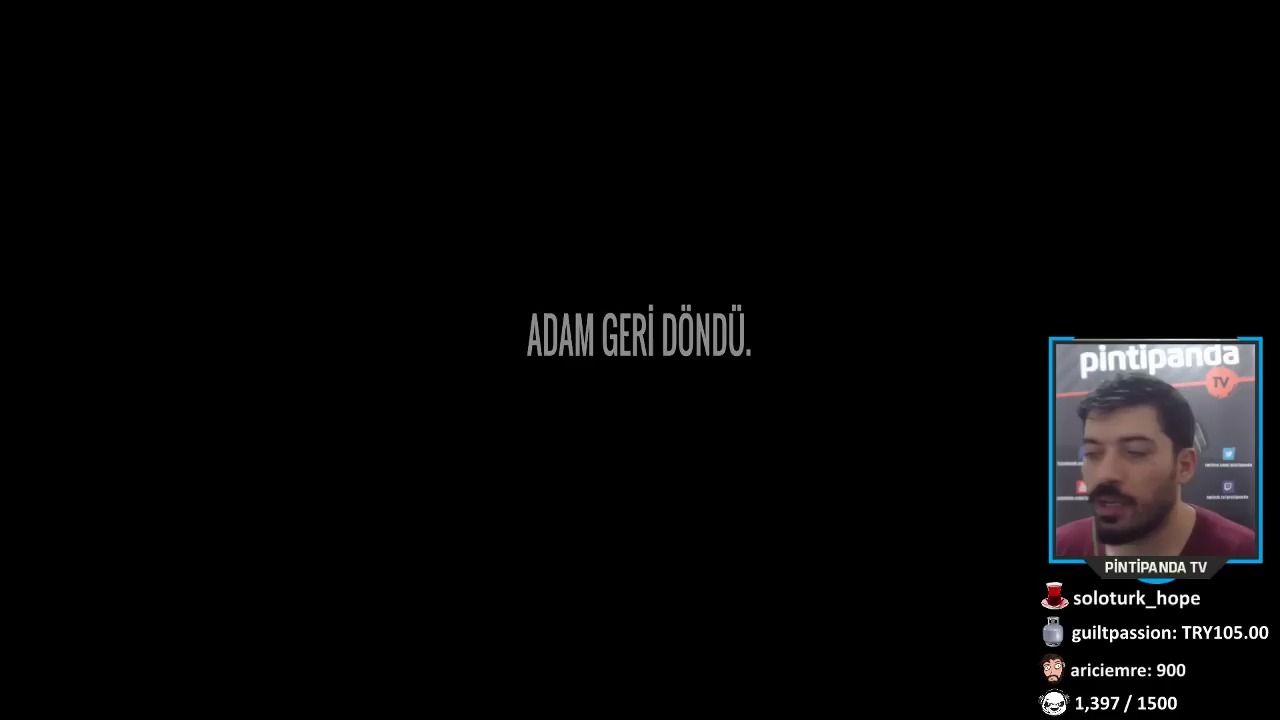 ADAM GERİ DÖNDÜ.
pintipanda
TV
PİNTİPANDA TV
soloturk_hope
guiltpassion: TRY105.00
ariciemre: 900
1,397 / 1500